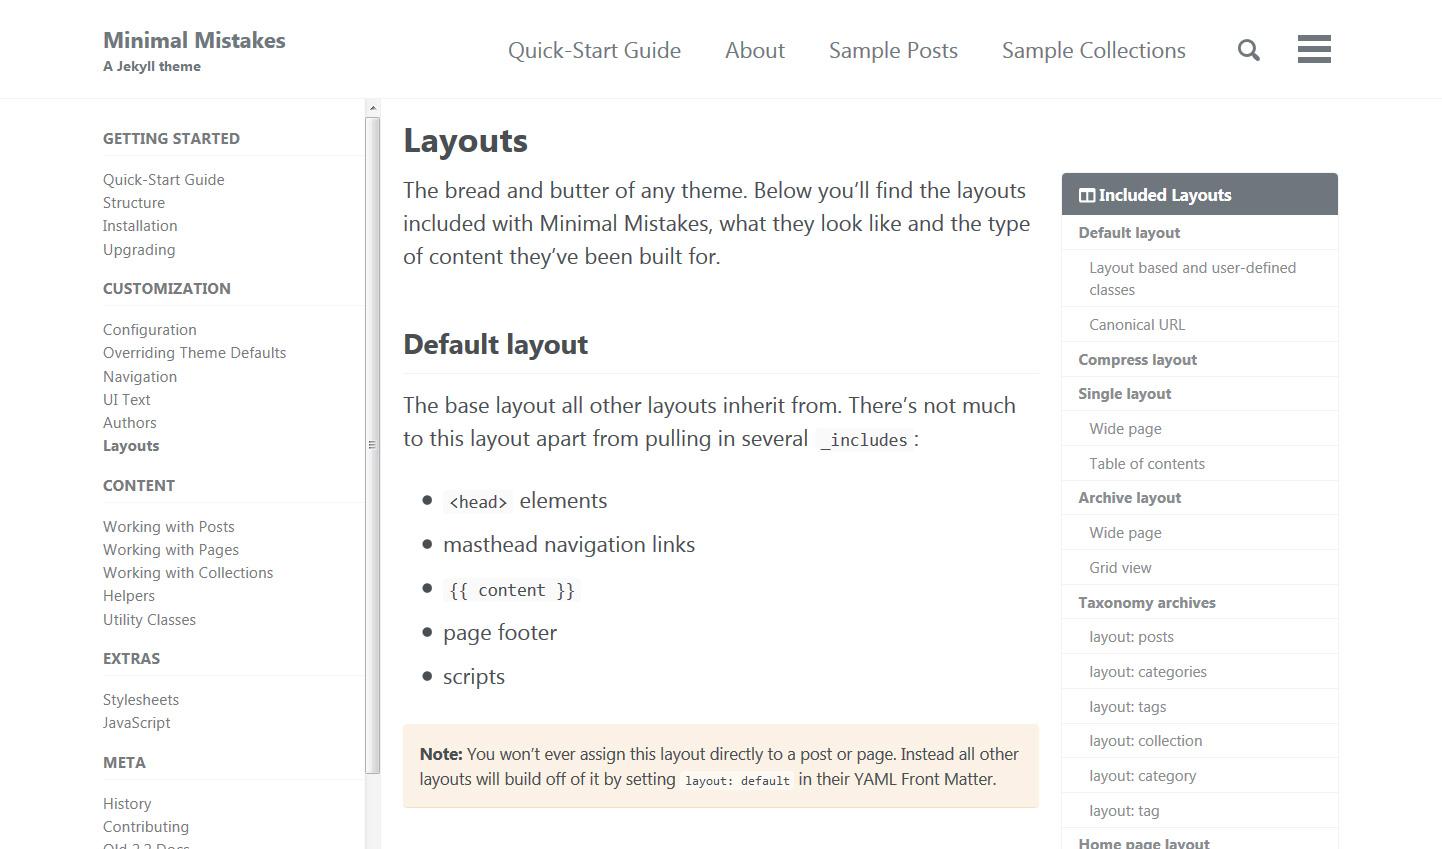 Minimal Mistakes
A Jekyll theme
Quick-Start Guide
About
Sample Posts
Sample Collections
GETTING STARTED
Quick-Start Guide
Structure
Installation
Upgrading
CUSTOMIZATION
Configuration
Overriding Theme Defaults
Navigation
UI Text
Authors
Layouts
CONTENT
Working with Posts
Working with Pages
Working with Collections
Helpers
Utility Classes
EXTRAS
Stylesheets
JavaScript
META
History
Contributing
Old 2.2 Docs
Layouts
The bread and butter of any theme. Below you’ll find the layouts
included with Minimal Mistakes, what they look like and the type
of content they’ve been built for.
Default layout
The base layout all other layouts inherit from. There’s not much
to this layout apart from pulling in several _includes :
<head> elements
masthead navigation links
{{ content }}
page footer
scripts
Note: You won’t ever assign this layout directly to a post or page. Instead all other
layouts will build off of it by setting layout: default in their YAML Front Matter.
Included Layouts
Default layout
Layout based and user-defined
classes
Canonical URL
Compress layout
Single layout
Wide page
Table of contents
Archive layout
Wide page
Grid view
Taxonomy archives
layout: posts
layout: categories
layout: tags
layout: collection
layout: category
layout: tag
Home page layout